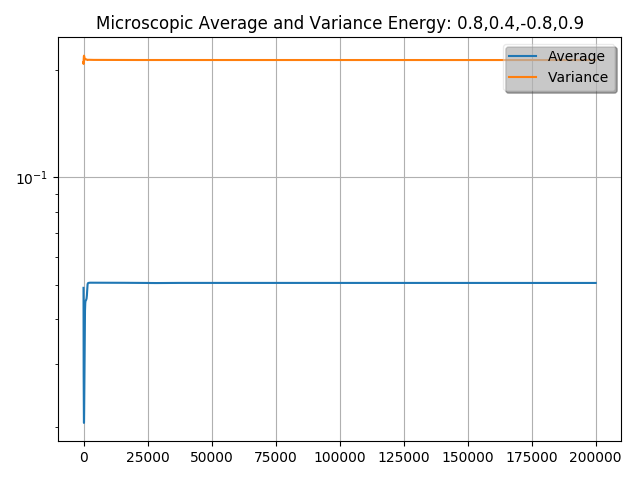 Microscopic Average and Variance Energy: 0.8,0.4,-0.8,0.9
Average
Variance
10⁻¹
0 25000 50000 75000 100000 125000 150000 175000 200000